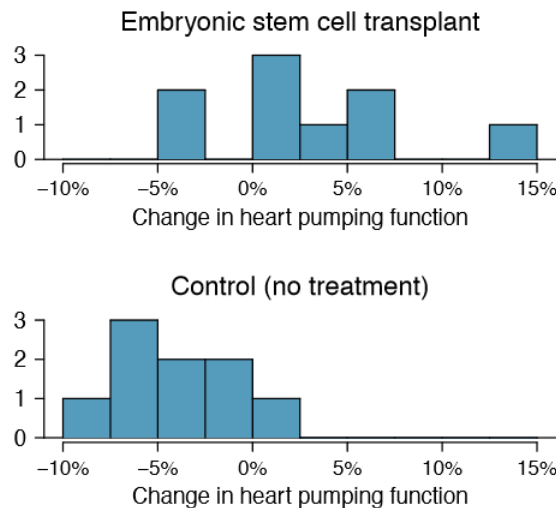 Embryonic stem cell transplant
3
2
1
0
−10% −5% 0% 5% 10% 15%
Change in heart pumping function
Control (no treatment)
3
2
1
0
−10% −5% 0% 5% 10% 15%
Change in heart pumping function